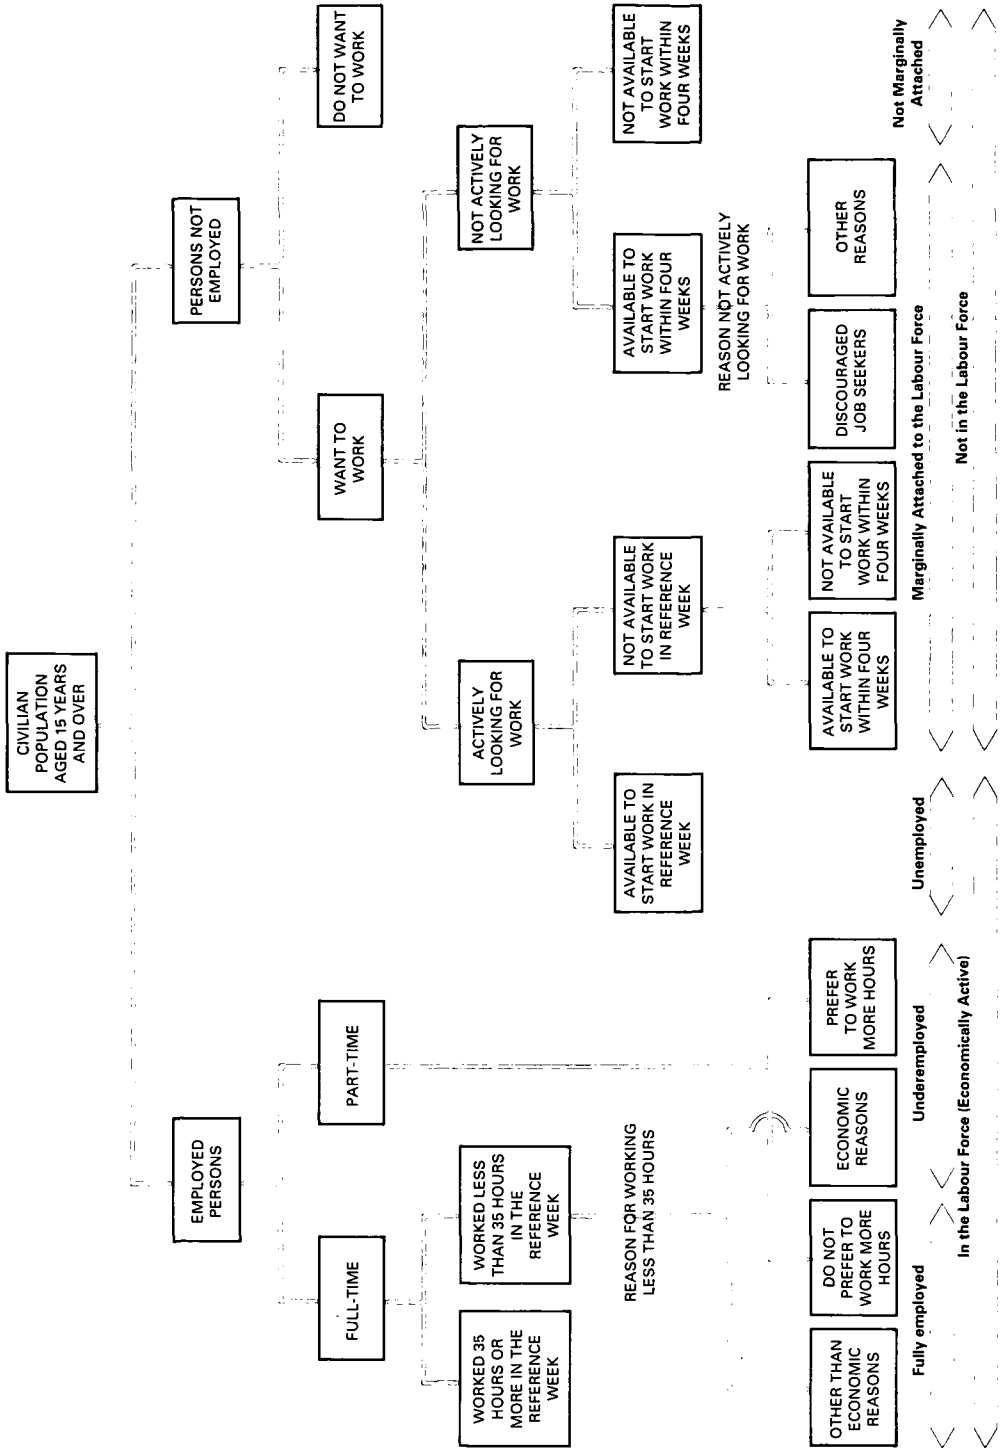 CIVILIAN
POPULATION
AGED 15 YEARS
AND OVER
EMPLOYED
PERSONS
PERSONS NOT
EMPLOYED
FULL-TIME
PART-TIME
WANT TO
WORK
DO NOT WANT
TO WORK
WORKED 35
HOURS OR
MORE IN THE
REFERENCE
WEEK
WORKED LESS
THAN 35 HOURS
IN THE
REFERENCE
WEEK
ACTIVELY
LOOKING FOR
WORK
NOT ACTIVELY
LOOKING FOR
WORK
REASON FOR WORKING
LESS THAN 35 HOURS
AVAILABLE TO
START WORK IN
REFERENCE
WEEK
NOT AVAILABLE
TO START WORK
IN REFERENCE
WEEK
AVAILABLE TO
START WORK
WITHIN FOUR
WEEKS
NOT AVAILABLE
TO START
WORK WITHIN
FOUR WEEKS
REASON NOT ACTIVELY
LOOKING FOR WORK
OTHER THAN
ECONOMIC
REASONS
DO NOT
PREFER TO
WORK MORE
HOURS
ECONOMIC
REASONS
PREFER
TO WORK
MORE HOURS
AVAILABLE TO
START WORK
WITHIN FOUR
WEEKS
NOT AVAILABLE
TO START
WORK WITHIN
FOUR WEEKS
DISCOURAGED
JOB SEEKERS
OTHER
REASONS
Fully employed
Underemployed
Unemployed
Marginally Attached to the Labour Force
Not Marginally
Attached
In the Labour Force (Economically Active)
Not in the Labour Force